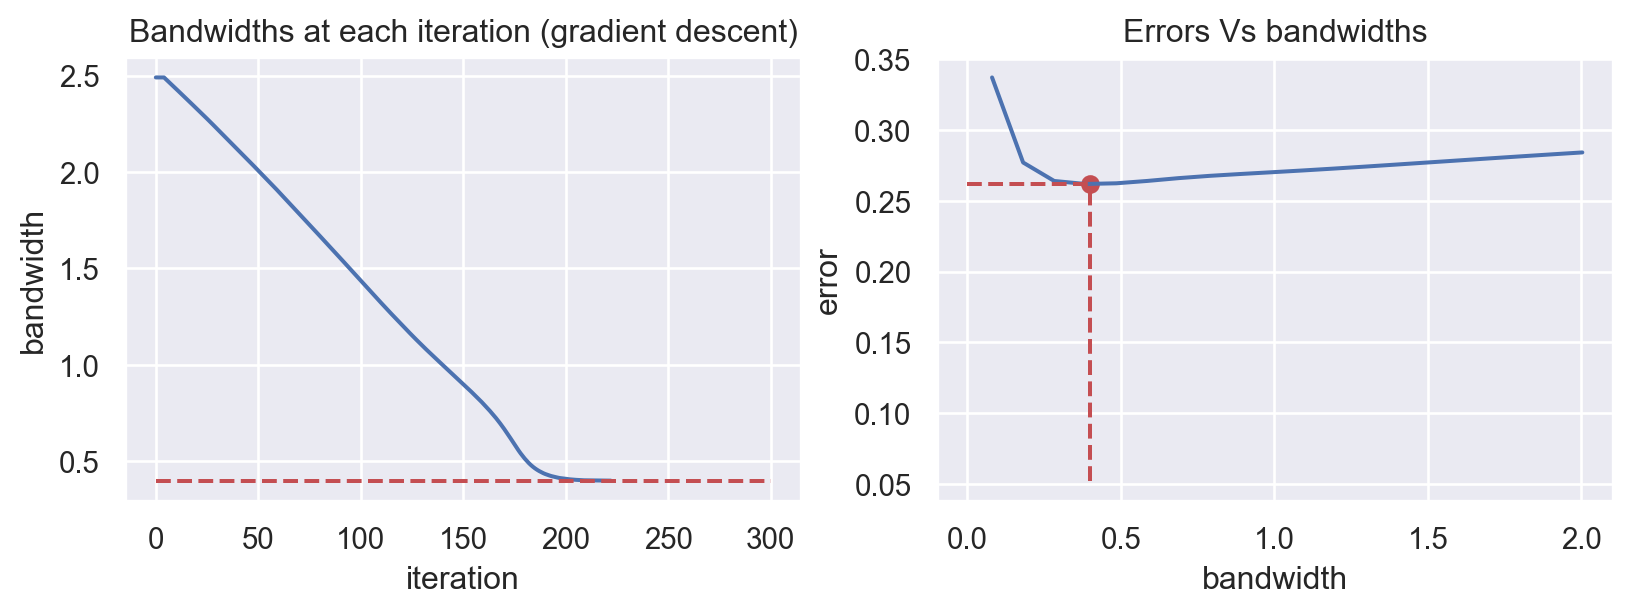 Bandwidths at each iteration (gradient descent)
2.5
2.0
1.5
1.0
0.5
bandwidth
0 50 100 150 200 250 300
iteration
Errors Vs bandwidths
0.35
0.30
0.25
0.20
0.15
0.10
0.05
error
0.0 0.5 1.0 1.5 2.0
bandwidth